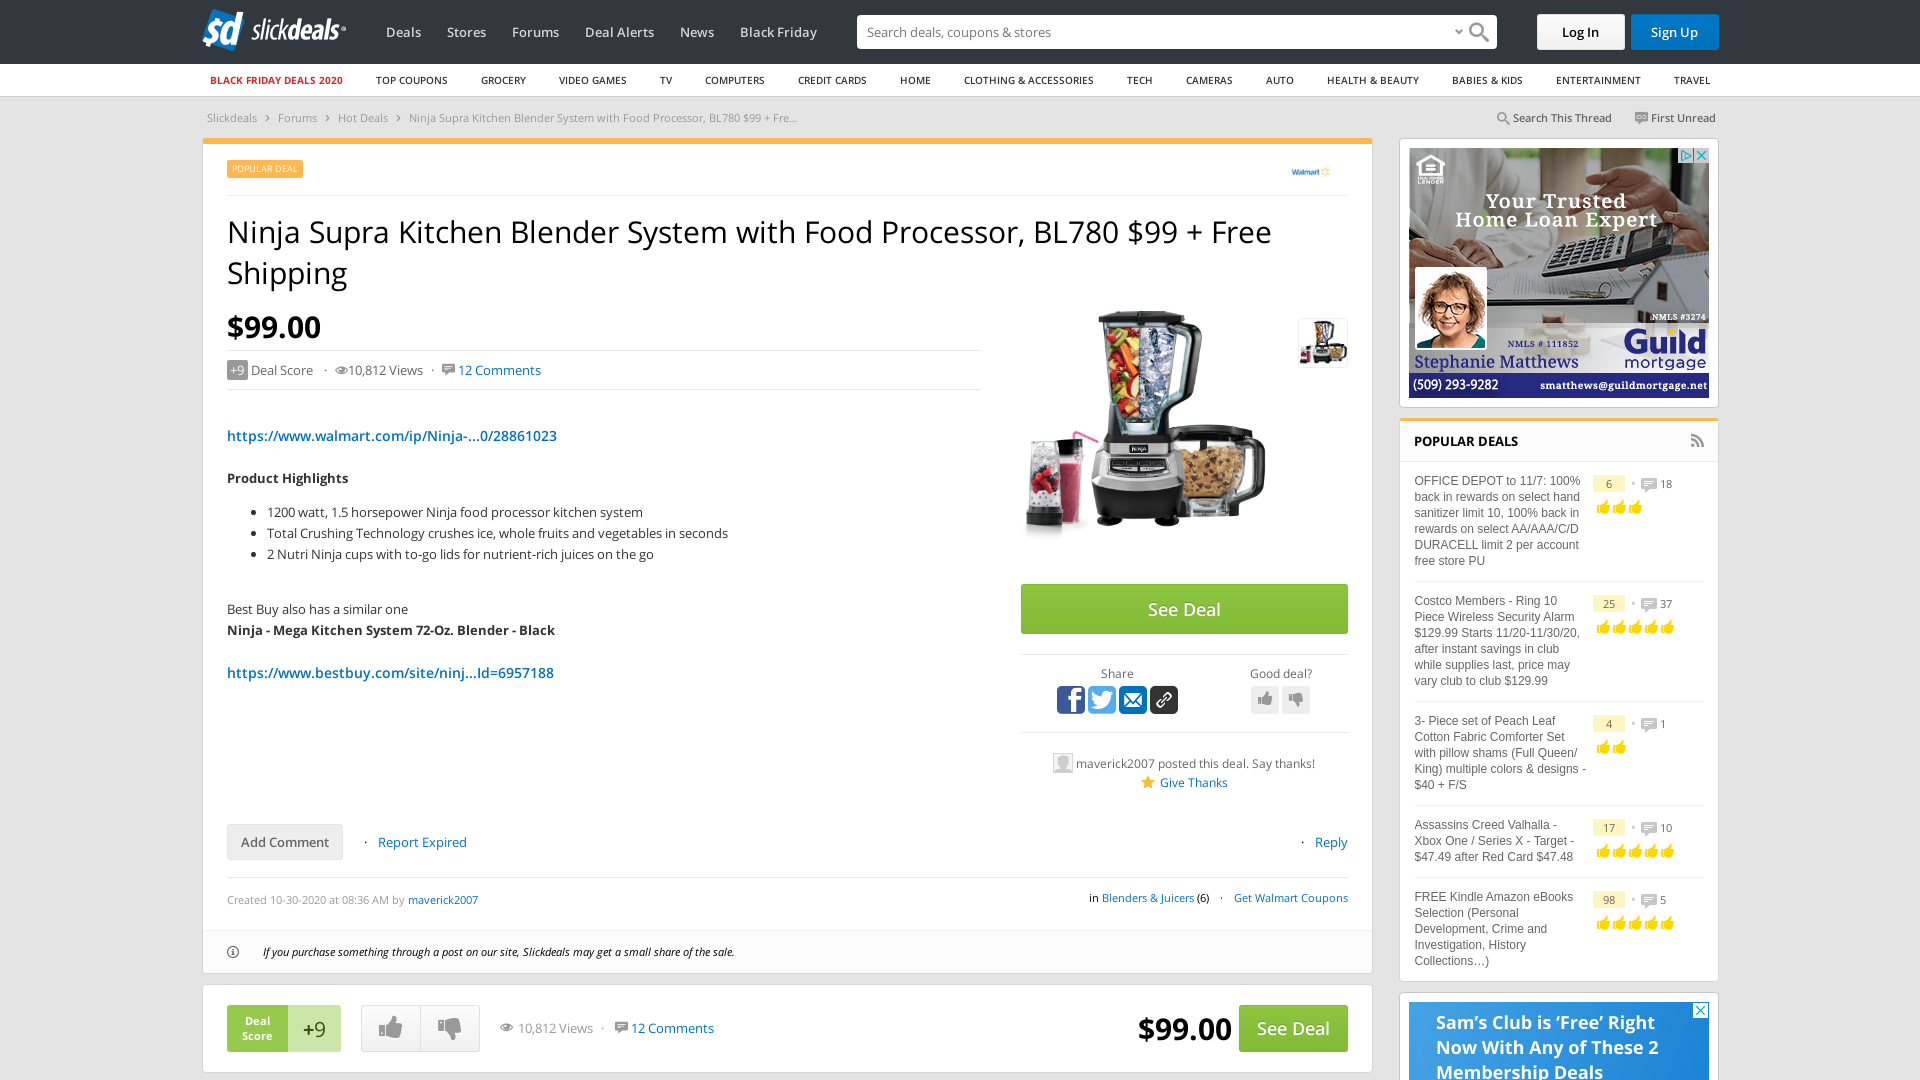 slickdeals
Deals
Stores
Forums
Deal Alerts
News
Black Friday
Search deals, coupons & stores
Log In
Sign Up
BLACK FRIDAY DEALS 2020
TOP COUPONS
GROCERY
VIDEO GAMES
TV
COMPUTERS
CREDIT CARDS
HOME
CLOTHING & ACCESSORIES
TECH
CAMERAS
AUTO
HEALTH & BEAUTY
BABIES & KIDS
ENTERTAINMENT
TRAVEL
Slickdeals > Forums > Hot Deals > Ninja Supra Kitchen Blender System with Food Processor, BL780 $99 + Fre...
Search This Thread
First Unread
POPULAR DEAL
Walmart
Ninja Supra Kitchen Blender System with Food Processor, BL780 $99 + Free
Shipping
$99.00
+9 Deal Score · 10,812 Views · 12 Comments
https://www.walmart.com/ip/Ninja-...0/28861023
Product Highlights
• 1200 watt, 1.5 horsepower Ninja food processor kitchen system
• Total Crushing Technology crushes ice, whole fruits and vegetables in seconds
• 2 Nutri Ninja cups with to-go lids for nutrient-rich juices on the go
Best Buy also has a similar one
Ninja - Mega Kitchen System 72-Oz. Blender - Black
https://www.bestbuy.com/site/ninj...Id=6957188
See Deal
Share
Good deal?
maverick2007 posted this deal. Say thanks!
Give Thanks
Add Comment · Report Expired
· Reply
Created 10-30-2020 at 08:36 AM by maverick2007
in Blenders & Juicers (6) · Get Walmart Coupons
If you purchase something through a post on our site, Slickdeals may get a small share of the sale.
Deal
Score
+9
10,812 Views · 12 Comments
$99.00
See Deal
Your Trusted
Home Loan Expert
NMLS #3274
NMLS # 111852
Guild
mortgage
Stephanie Matthews
(509) 293-9282
smatthews@guildmortgage.net
POPULAR DEALS
OFFICE DEPOT to 11/7: 100%
back in rewards on select hand
sanitizer limit 10, 100% back in
rewards on select AA/AAA/C/D
DURACELL limit 2 per account
free store PU
6 • 18
Costco Members - Ring 10
Piece Wireless Security Alarm
$129.99 Starts 11/20-11/30/20,
after instant savings in club
while supplies last, price may
vary club to club $129.99
25 • 37
3- Piece set of Peach Leaf
Cotton Fabric Comforter Set
with pillow shams (Full Queen/
King) multiple colors & designs -
$40 + F/S
4 • 1
Assassins Creed Valhalla -
Xbox One / Series X - Target -
$47.49 after Red Card $47.48
17 • 10
FREE Kindle Amazon eBooks
Selection (Personal
Development, Crime and
Investigation, History
Collections…)
98 • 5
Sam’s Club is ‘Free’ Right
Now With Any of These 2
Membership Deals